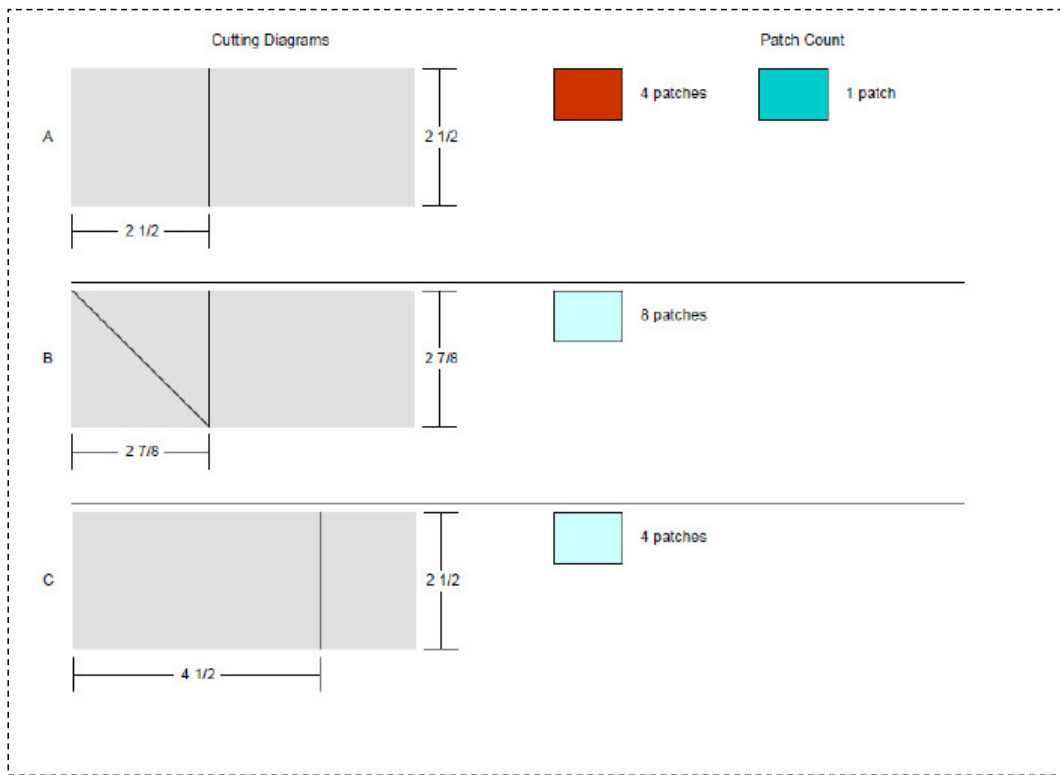 Cutting Diagrams Patch Count
4 patches 1 patch
A 2 1/2
2 1/2
8 patches
B 2 7/8
2 7/8
4 patches
C 2 1/2
4 1/2